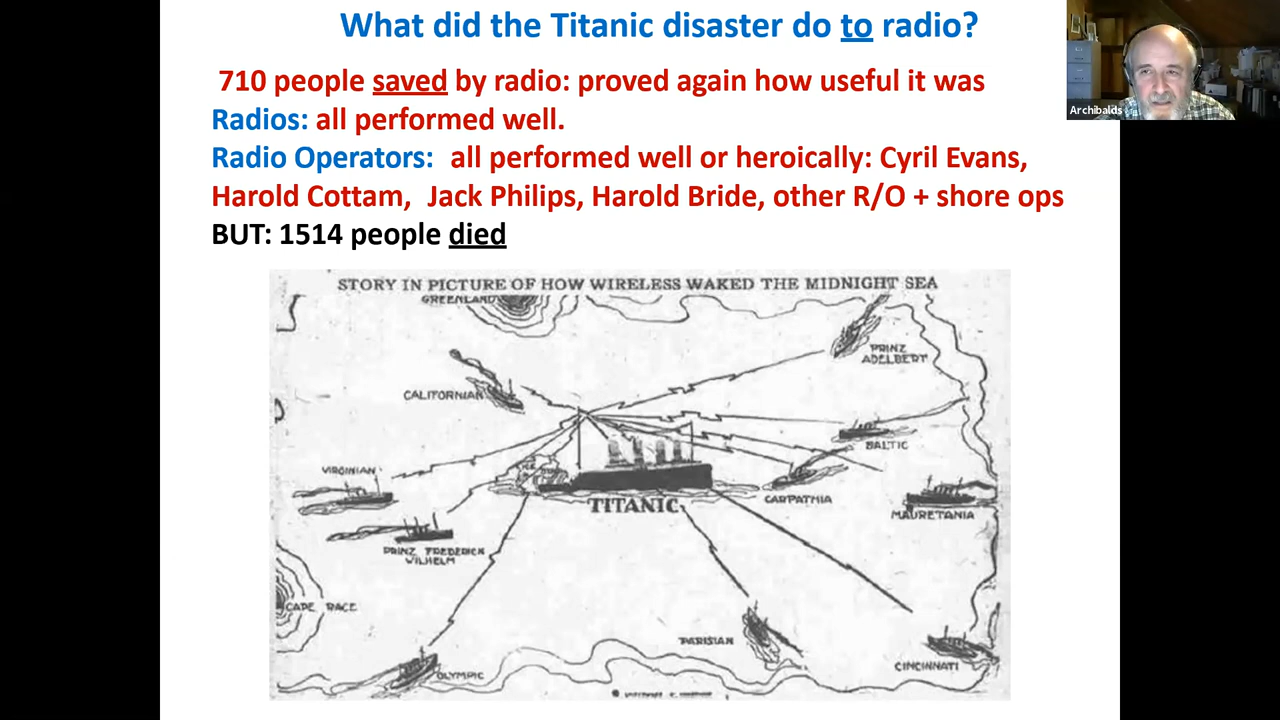 What did the Titanic disaster do to radio?
Archibalds
710 people saved by radio: proved again how useful it was
Radios: all performed well.
Radio Operators: all performed well or heroically: Cyril Evans,
Harold Cottam, Jack Philips, Harold Bride, other R/O + shore ops
BUT: 1514 people died
STORY IN PICTURE OF HOW WIRELESS WAKED THE MIDNIGHT SEA
GREENLAND
PRINZ
ADELBERT
CALIFORNIAN
BALTIC
VIRGINIAN
CARPATHIA
TITANIC
MAURETANIA
PRINZ FREDERICK
WILHELM
CAPE RACE
PARISIAN
CINCINNATI
OLYMPIC